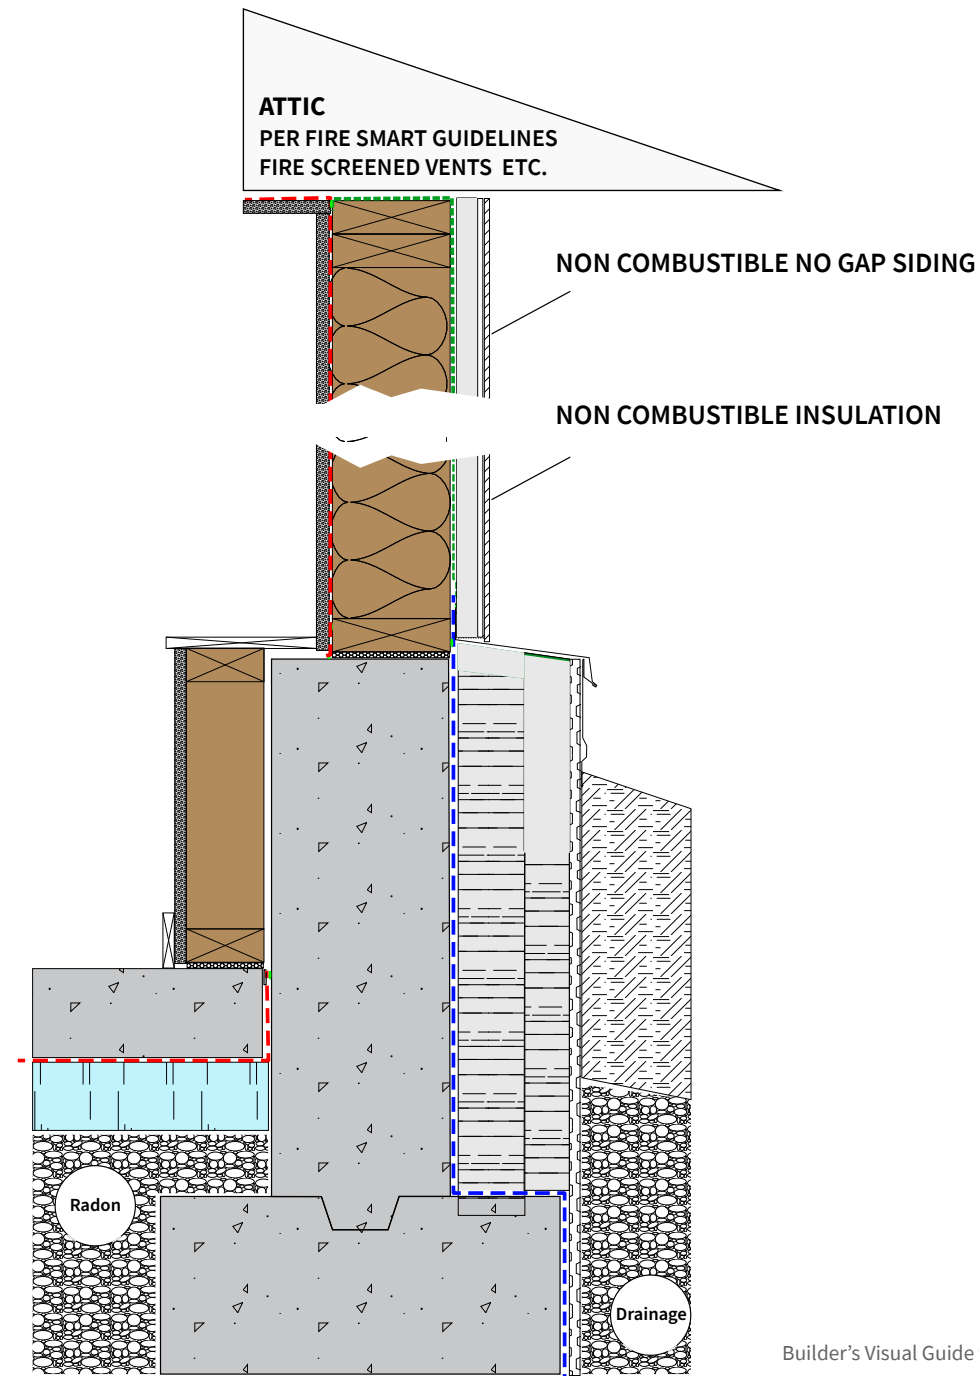 ATTIC
PER FIRE SMART GUIDELINES
FIRE SCREENED VENTS ETC.
NON COMBUSTIBLE NO GAP SIDING
NON COMBUSTIBLE INSULATION
Radon
Drainage
Builder’s Visual Guide